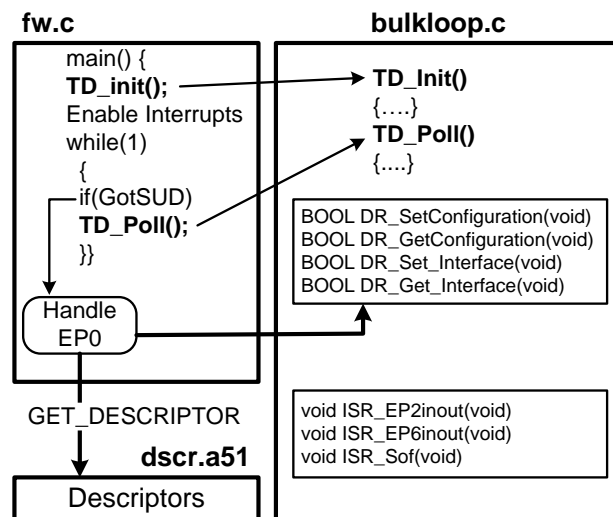 fw.c
main() {
TD_init();
Enable Interrupts
while(1)
{
if(GotSUD)
TD_Poll();
}}
Handle
EP0
GET_DESCRIPTOR
dscr.a51
Descriptors
bulkloop.c
TD_Init()
{....}
TD_Poll()
{....}
BOOL DR_SetConfiguration(void)
BOOL DR_GetConfiguration(void)
BOOL DR_Set_Interface(void)
BOOL DR_Get_Interface(void)
void ISR_EP2inout(void)
void ISR_EP6inout(void)
void ISR_Sof(void)